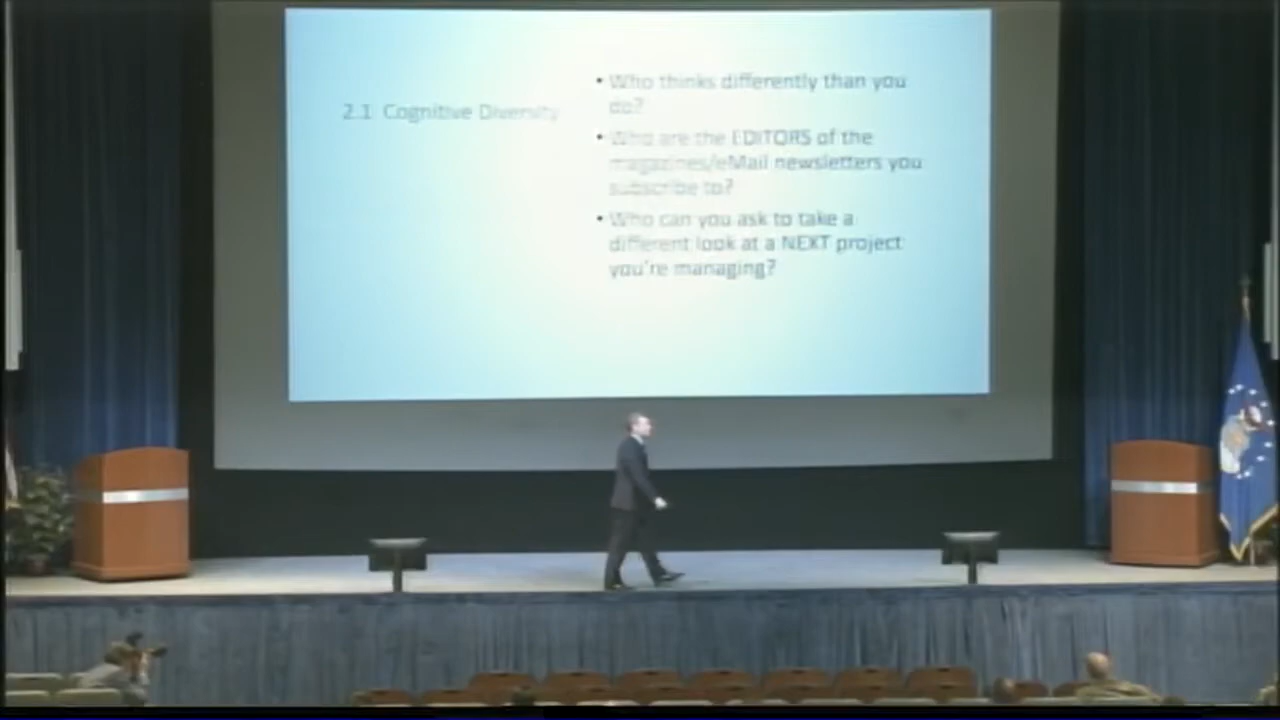 2.1 Cognitive Diversity
• Who thinks differently than you
do?
• Who are the EDITORS of the
magazines/eMail newsletters you
subscribe to?
• Who can you ask to take a
different look at a NEXT project
you're managing?